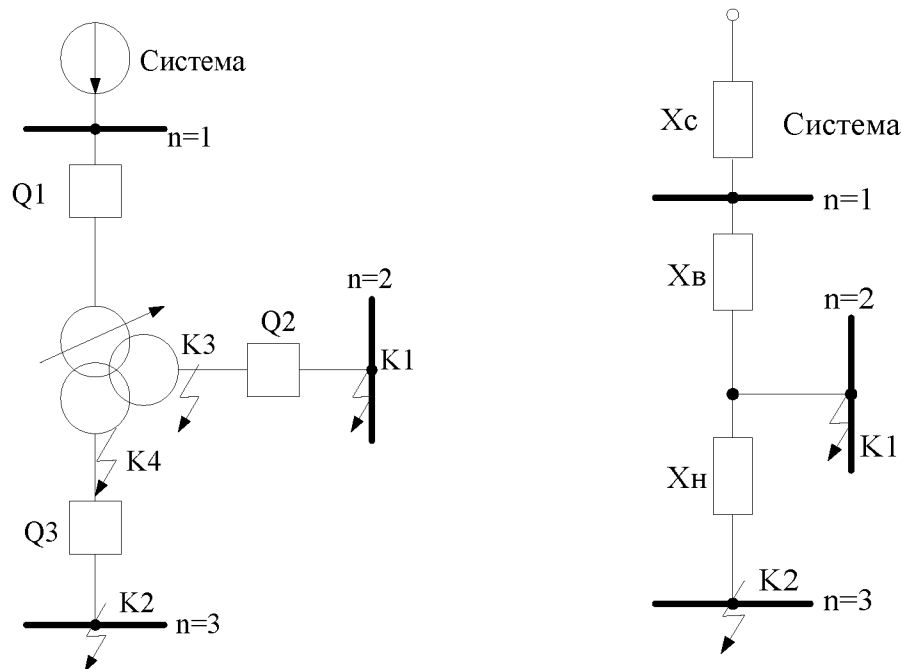 Система
n=1
Q1
n=2
Q2
K3
K1
K4
Q3
K2
n=3
Xc
Система
n=1
Xв
n=2
K1
Xн
K2
n=3